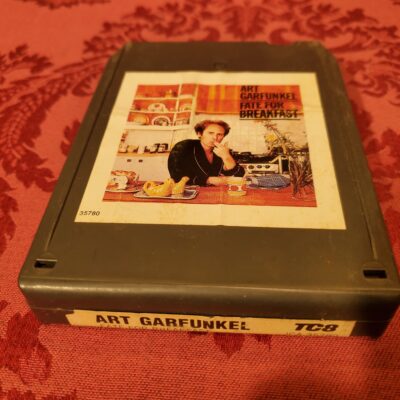 ART
GARFUNKEL
FATE FOR
BREAKFAST
35780
ART GARFUNKEL TC8